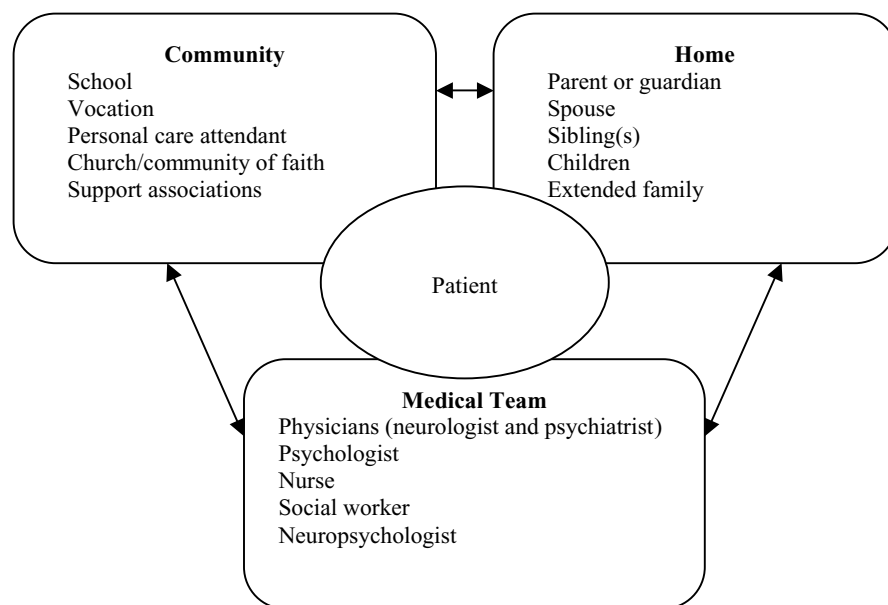 Community
School
Vocation
Personal care attendant
Church/community of faith
Support associations
Home
Parent or guardian
Spouse
Sibling(s)
Children
Extended family
Patient
Medical Team
Physicians (neurologist and psychiatrist)
Psychologist
Nurse
Social worker
Neuropsychologist